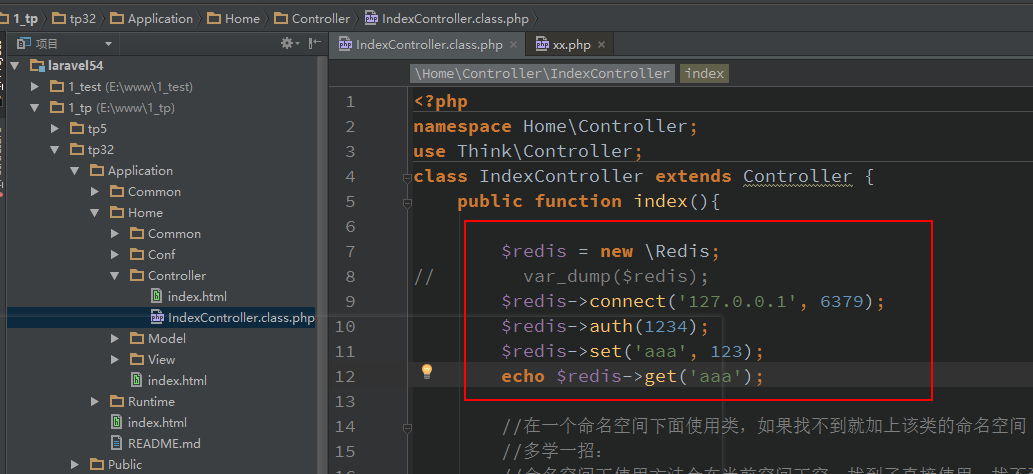 1_tp tp32 Application Home Controller IndexController.class.php
项目
IndexController.class.php × xx.php ×
laravel54
1_test (E:\www\1_test)
1_tp (E:\www\1_tp)
tp5
tp32
Application
Common
Home
Common
Conf
Controller
index.html
IndexController.class.php
Model
View
index.html
Runtime
index.html
README.md
Public
\Home\Controller\IndexController index
1 <?php
2 namespace Home\Controller;
3 use Think\Controller;
4 class IndexController extends Controller {
5 public function index(){
6
7 $redis = new \Redis;
8 // var_dump($redis);
9 $redis->connect('127.0.0.1', 6379);
10 $redis->auth(1234);
11 $redis->set('aaa', 123);
12 echo $redis->get('aaa');
13
14 //在一个命名空间下面使用类，如果找不到就加上该类的命名空间
15 //多学一招：